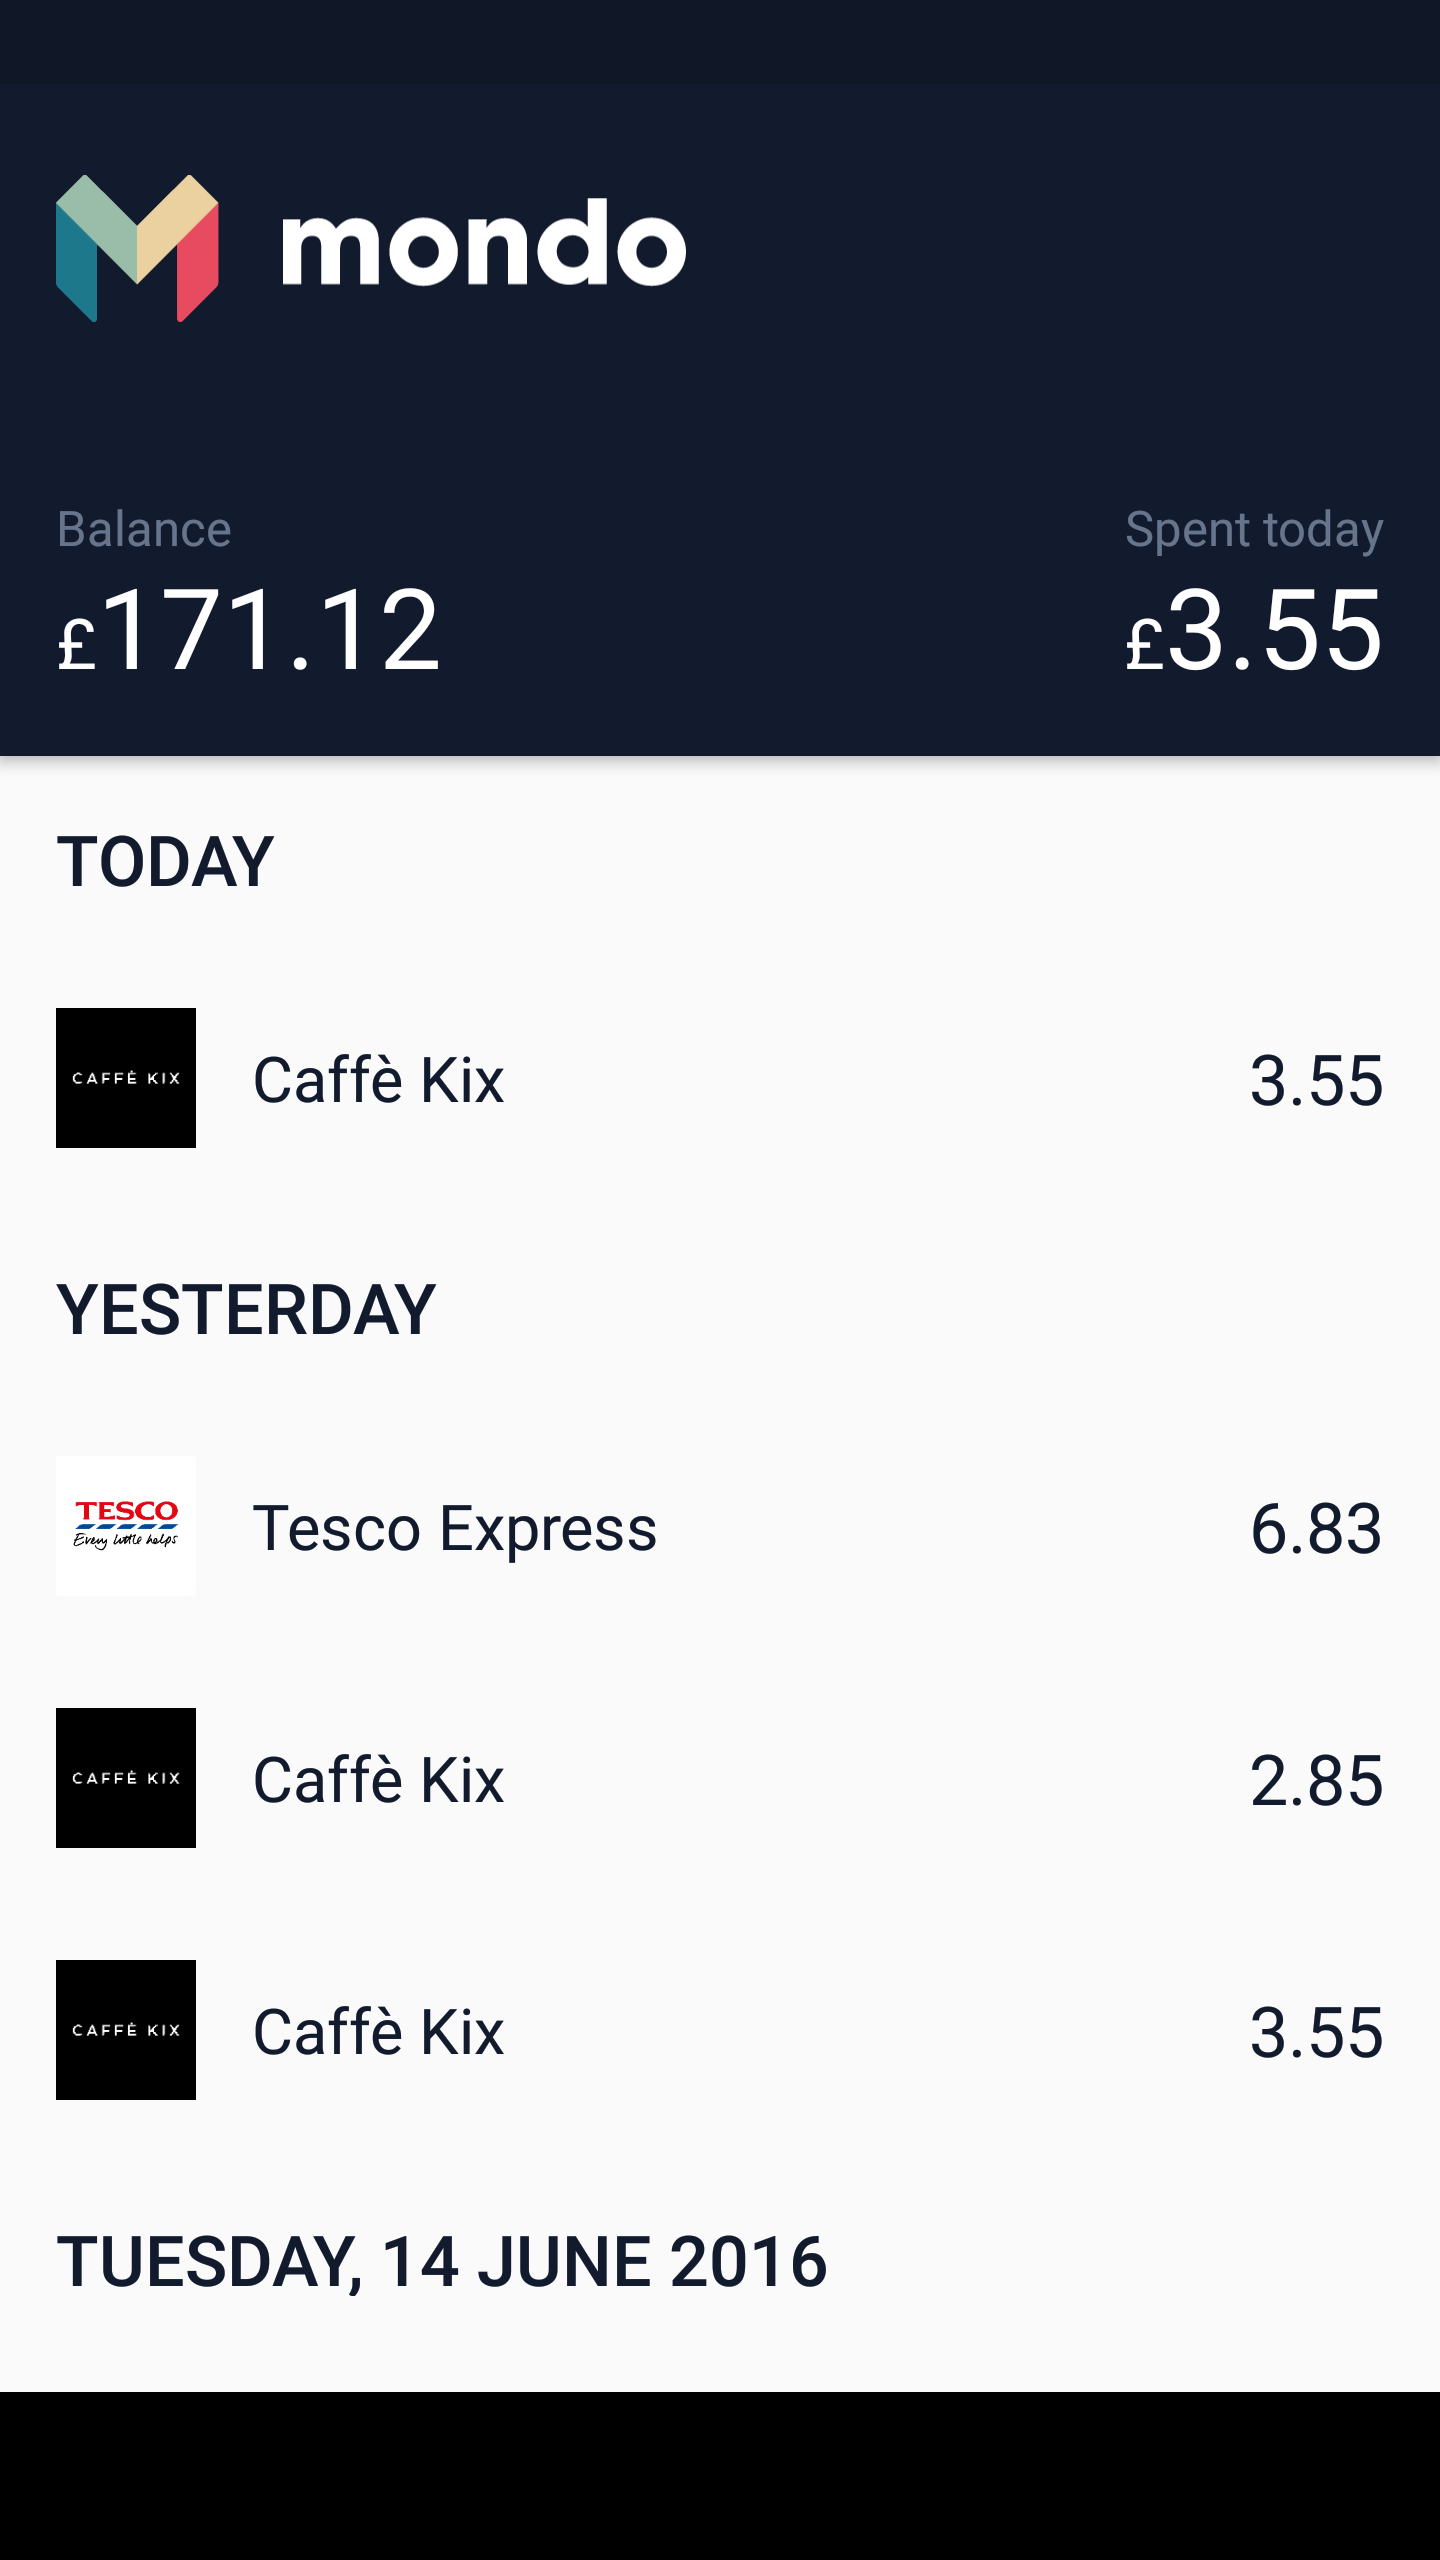 mondo
Balance
Spent today
£171.12
£3.55
TODAY
CAFFÈ KIX
Caffè Kix
3.55
YESTERDAY
TESCO
Every little helps
Tesco Express
6.83
CAFFÈ KIX
Caffè Kix
2.85
CAFFÈ KIX
Caffè Kix
3.55
TUESDAY, 14 JUNE 2016